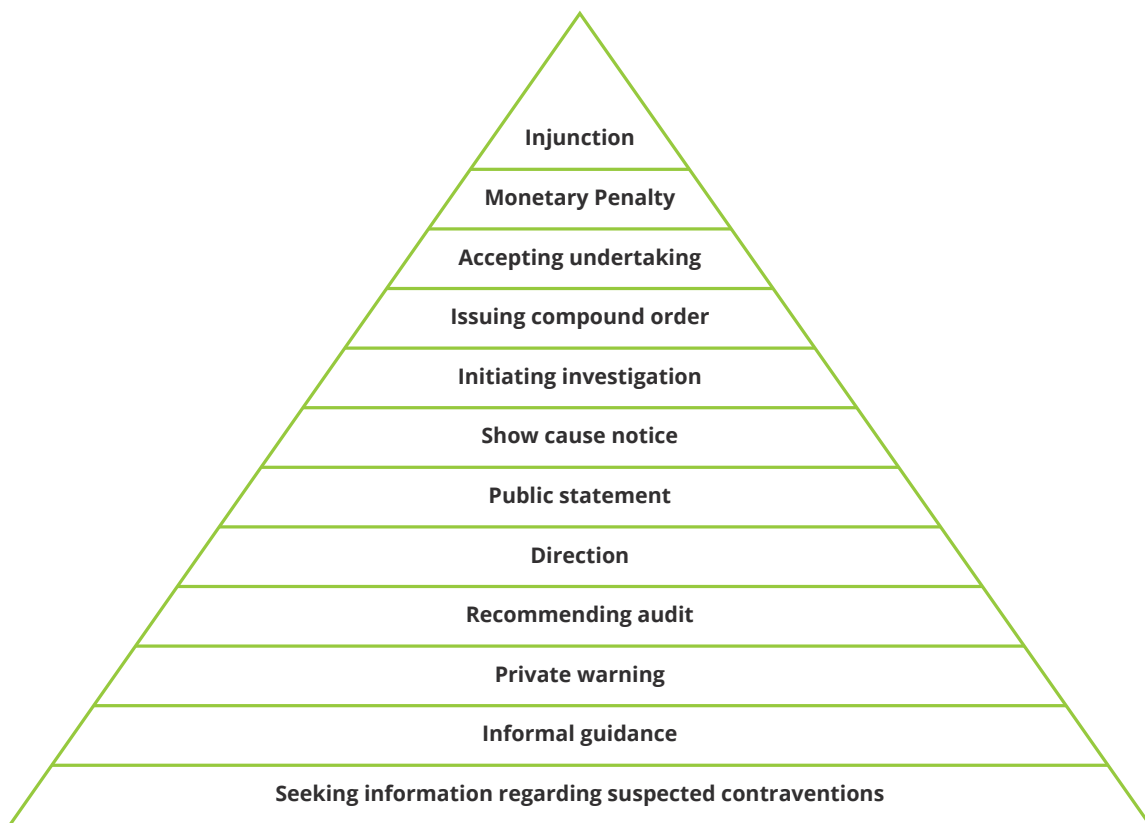 Injunction
Monetary Penalty
Accepting undertaking
Issuing compound order
Initiating investigation
Show cause notice
Public statement
Direction
Recommending audit
Private warning
Informal guidance
Seeking information regarding suspected contraventions